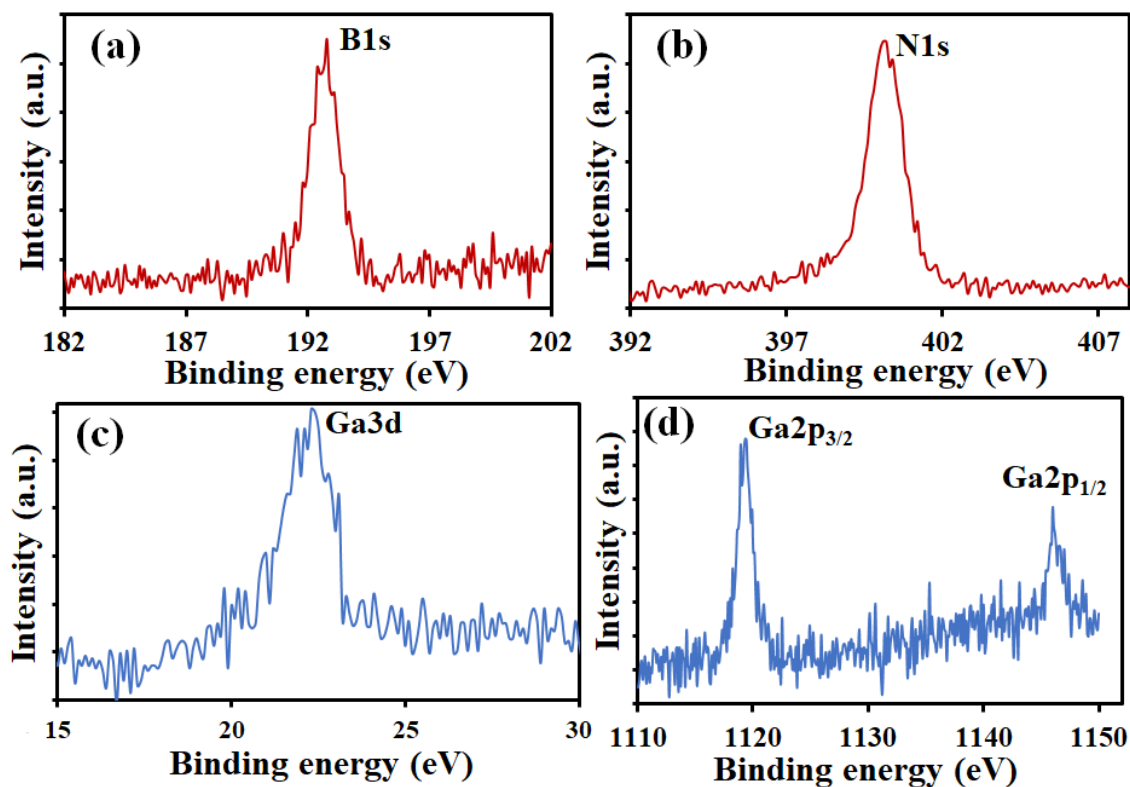 (a)
B1s
Intensity (a.u.)
182 187 192 197 202
Binding energy (eV)
(b)
N1s
Intensity (a.u.)
392 397 402 407
Binding energy (eV)
(c)
Ga3d
Intensity (a.u.)
15 20 25 30
Binding energy (eV)
(d)
Ga2p3/2
Ga2p1/2
Intensity (a.u.)
1110 1120 1130 1140 1150
Binding energy (eV)